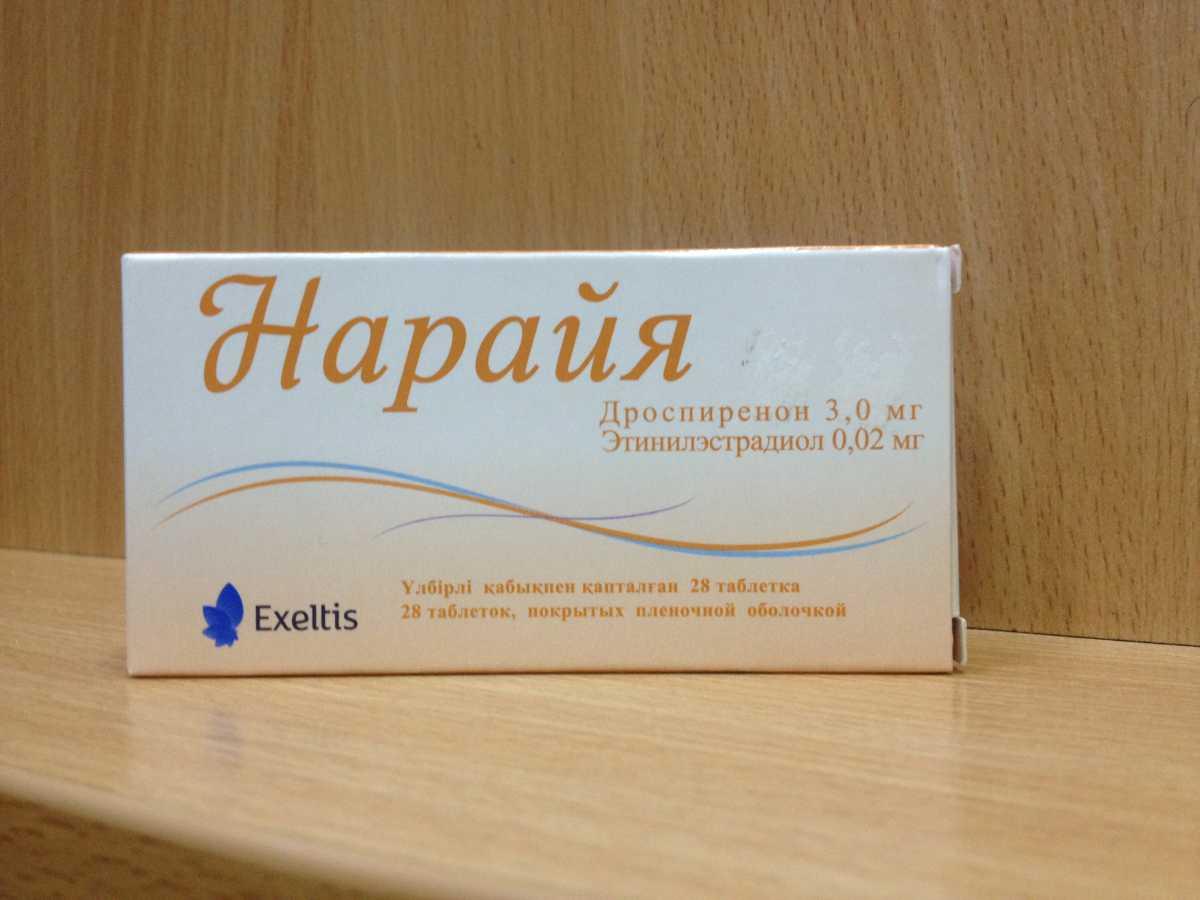 Нарайя
Дроспиренон 3,0 мг
Этинилэстрадиол 0,02 мг
Үлбірлі қабықпен қапталған 28 таблетка
28 таблеток, покрытых пленочной оболочкой
Exeltis